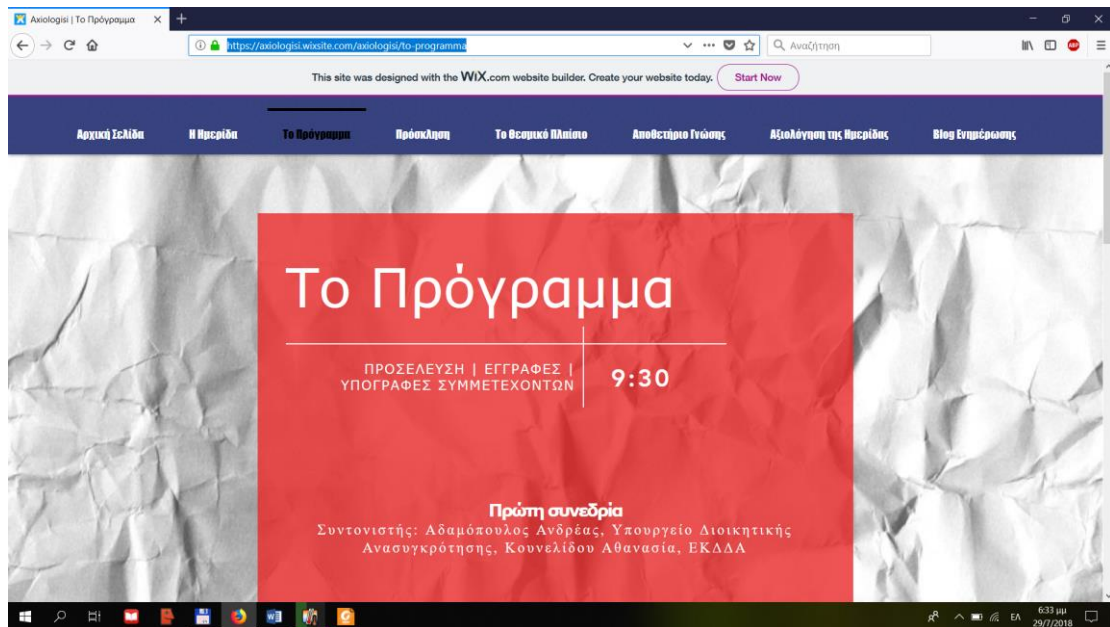 Axiologisi | Το Πρόγραμμα
https://axiologisi.wixsite.com/axiologisi/to-programma
Αναζήτηση
ABP
This site was designed with the WiX.com website builder. Create your website today. Start Now
Αρχική Σελίδα Η Ημερίδα Το Πρόγραμμα Πρόσκληση Το Θεσμικό Πλαίσιο Αποθετήριο Γνώσης Αξιολόγηση της Ημερίδας Blog Ενημέρωσης
Το Πρόγραμμα
ΠΡΟΣΕΛΕΥΣΗ | ΕΓΓΡΑΦΕΣ |
ΥΠΟΓΡΑΦΕΣ ΣΥΜΜΕΤΕΧΟΝΤΩΝ
9:30
Πρώτη συνεδρία
Συντονιστής: Αδαμόπουλος Ανδρέας, Υπουργείο Διοικητικής
Ανασυγκρότησης, Κουνελίδου Αθανασία, ΕΚΔΔΑ
ΕΛ
6:33 μμ
29/7/2018